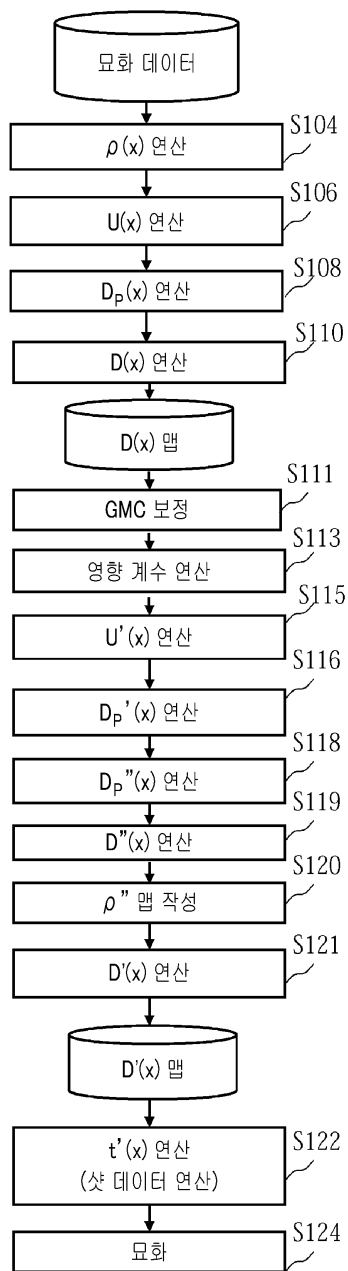 묘화 데이터
S104
ρ(x) 연산
S106
U(x) 연산
S108
Dₚ(x) 연산
S110
D(x) 연산
D(x) 맵
S111
GMC 보정
S113
영향 계수 연산
S115
U’(x) 연산
S116
Dₚ’(x) 연산
S118
Dₚ”(x) 연산
S119
D”(x) 연산
S120
ρ” 맵 작성
S121
D’(x) 연산
D’(x) 맵
S122
t’(x) 연산
(샷 데이터 연산)
S124
묘화